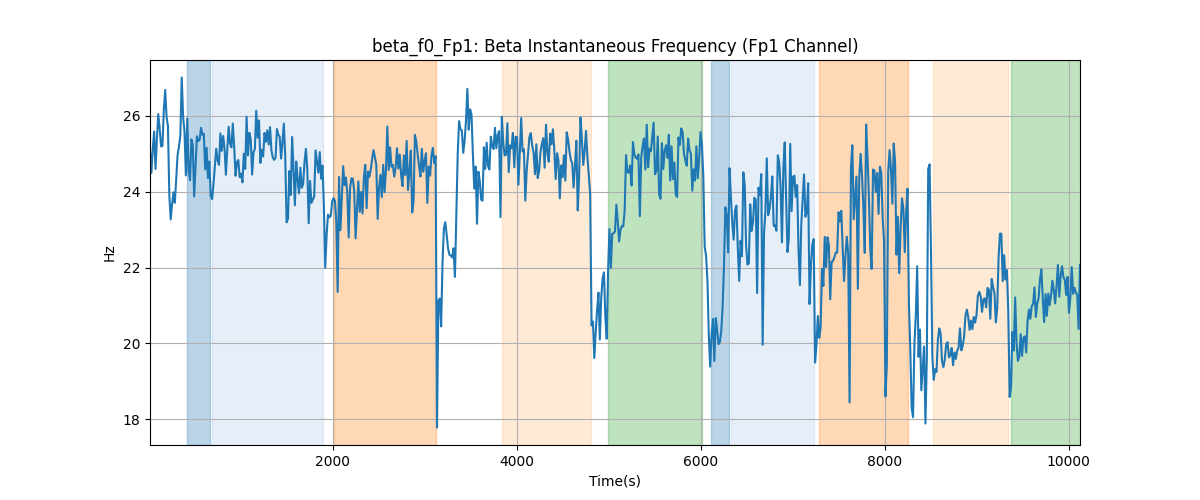 beta_f0_Fp1: Beta Instantaneous Frequency (Fp1 Channel)
Hz
26
24
22
20
18
2000 4000 6000 8000 10000
Time(s)